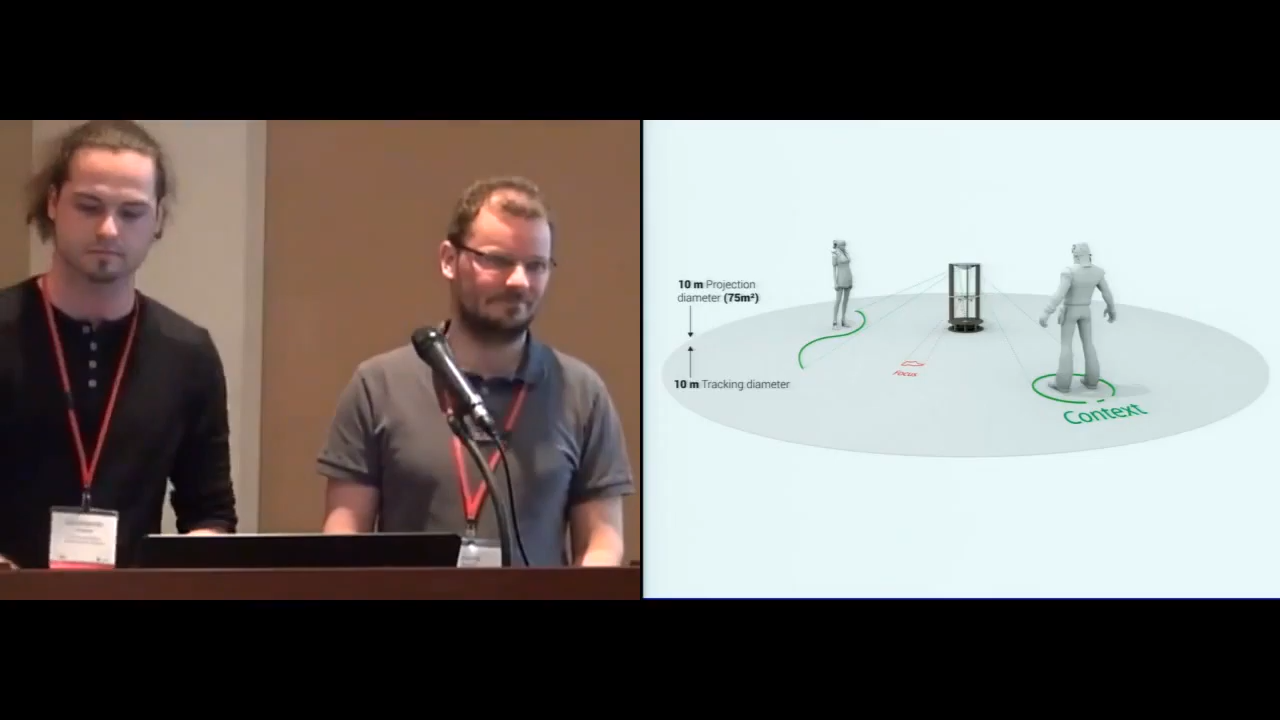 10 m Projection
diameter (75m²)
10 m Tracking diameter
Focus
Context